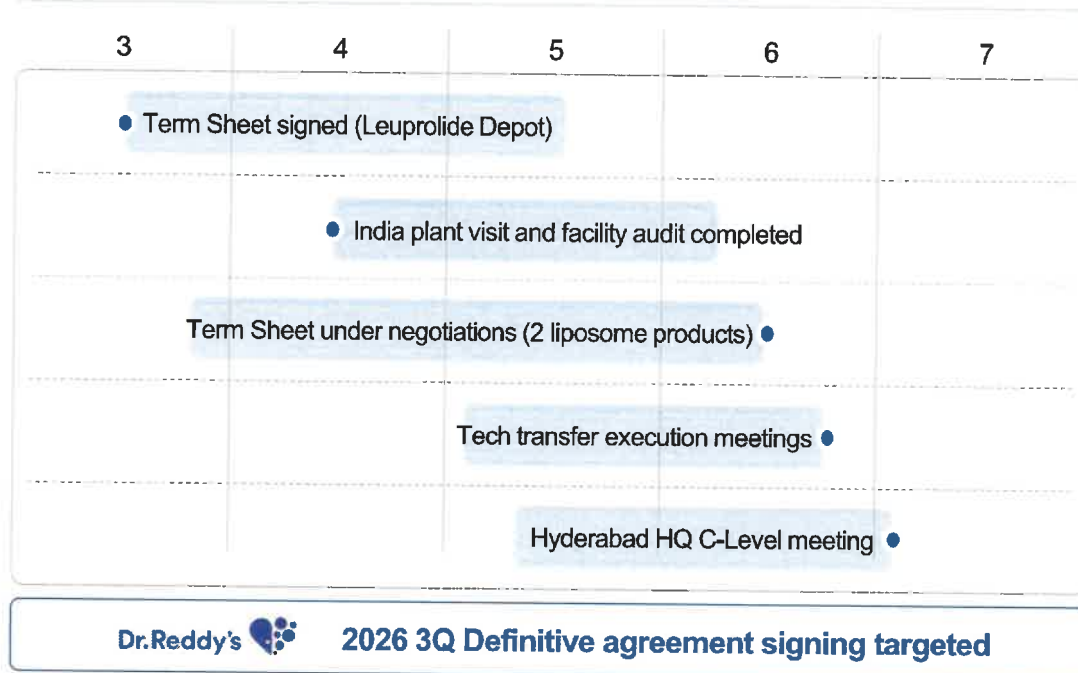 3 4 5 6 7
Term Sheet signed (Leuprolide Depot)
India plant visit and facility audit completed
Term Sheet under negotiations (2 liposome products)
Tech transfer execution meetings
Hyderabad HQ C-Level meeting
Dr.Reddy's 2026 3Q Definitive agreement signing targeted